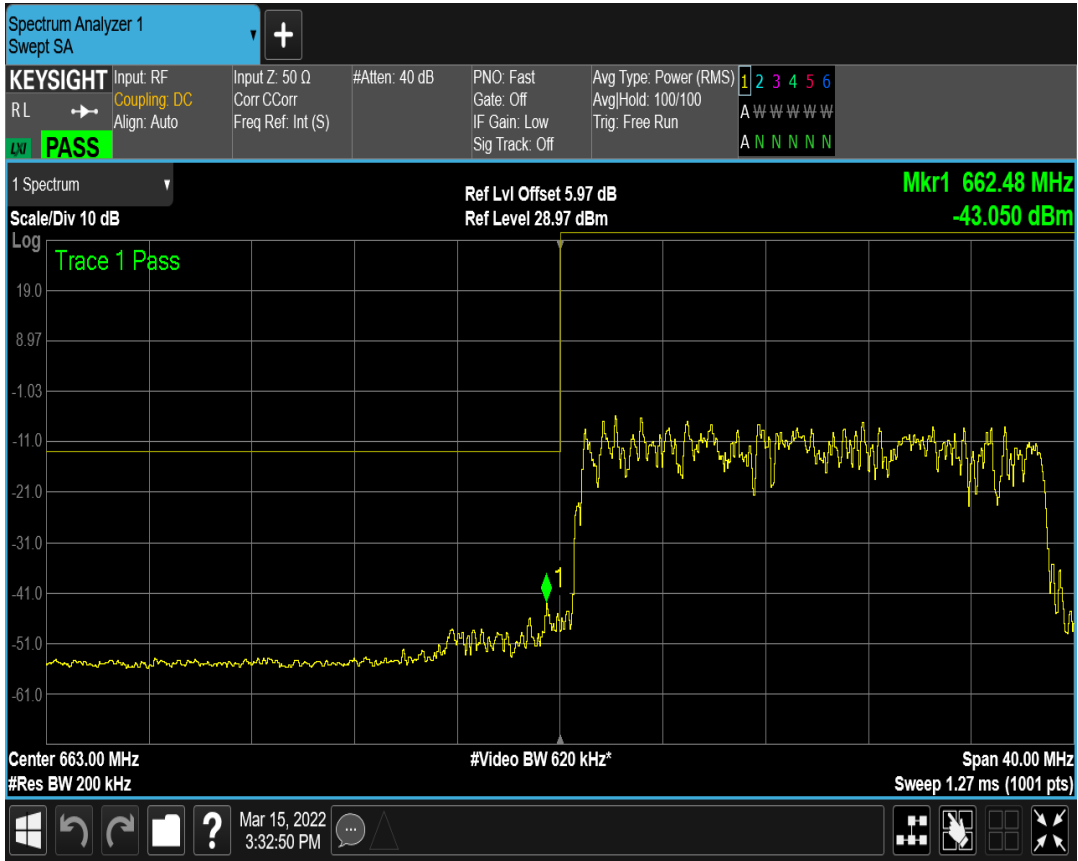 Spectrum Analyzer 1
Swept SA
+
KEYSIGHT
R L
LXI PASS
Input: RF
Coupling: DC
Align: Auto
Input Z: 50 Ω
Corr CCorr
Freq Ref: Int (S)
#Atten: 40 dB
PNO: Fast
Gate: Off
IF Gain: Low
Sig Track: Off
Avg Type: Power (RMS)
Avg|Hold: 100/100
Trig: Free Run
1 2 3 4 5 6
A W W W W W
A N N N N N
1 Spectrum
Scale/Div 10 dB
Ref Lvl Offset 5.97 dB
Ref Level 28.97 dBm
Mkr1 662.48 MHz
-43.050 dBm
Log
Trace 1 Pass
19.0
8.97
-1.03
-11.0
-21.0
-31.0
-41.0
-51.0
-61.0
1
Center 663.00 MHz
#Res BW 200 kHz
#Video BW 620 kHz*
Span 40.00 MHz
Sweep 1.27 ms (1001 pts)
?
Mar 15, 2022
3:32:50 PM